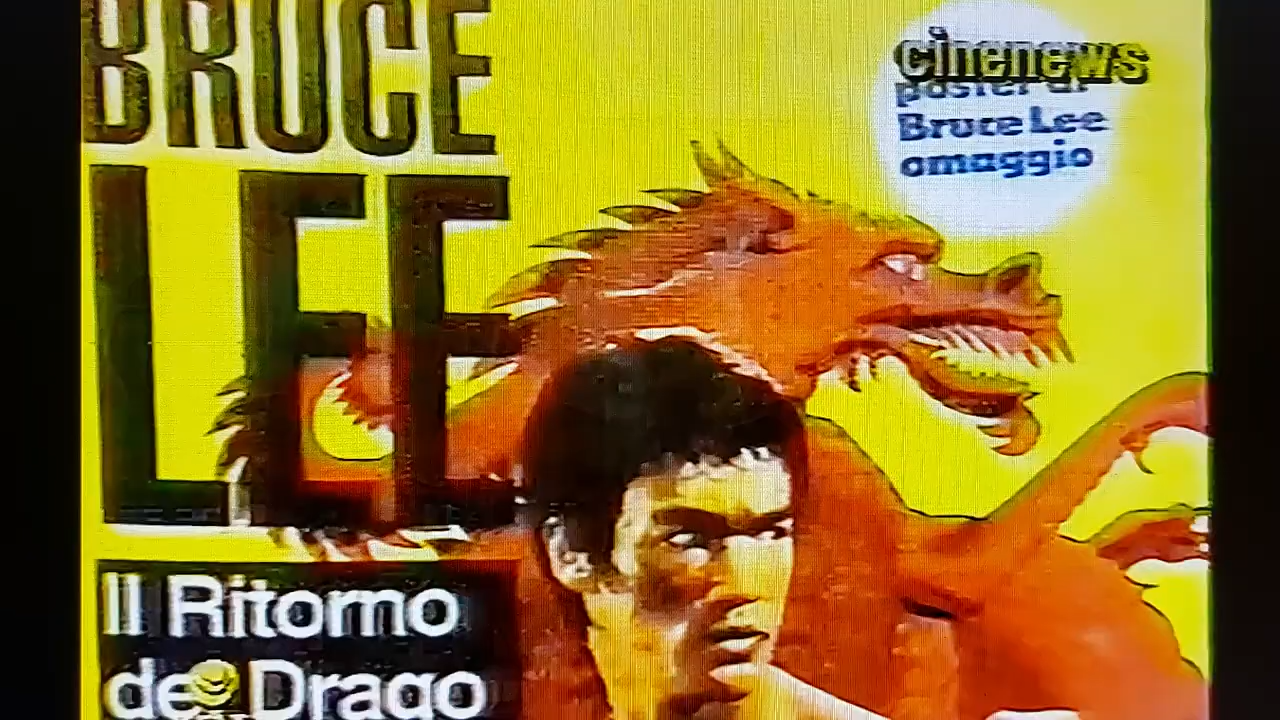 BRUCE
LEE
cinenews
poster di
Bruce Lee
omaggio
Il Ritorno
del Drago